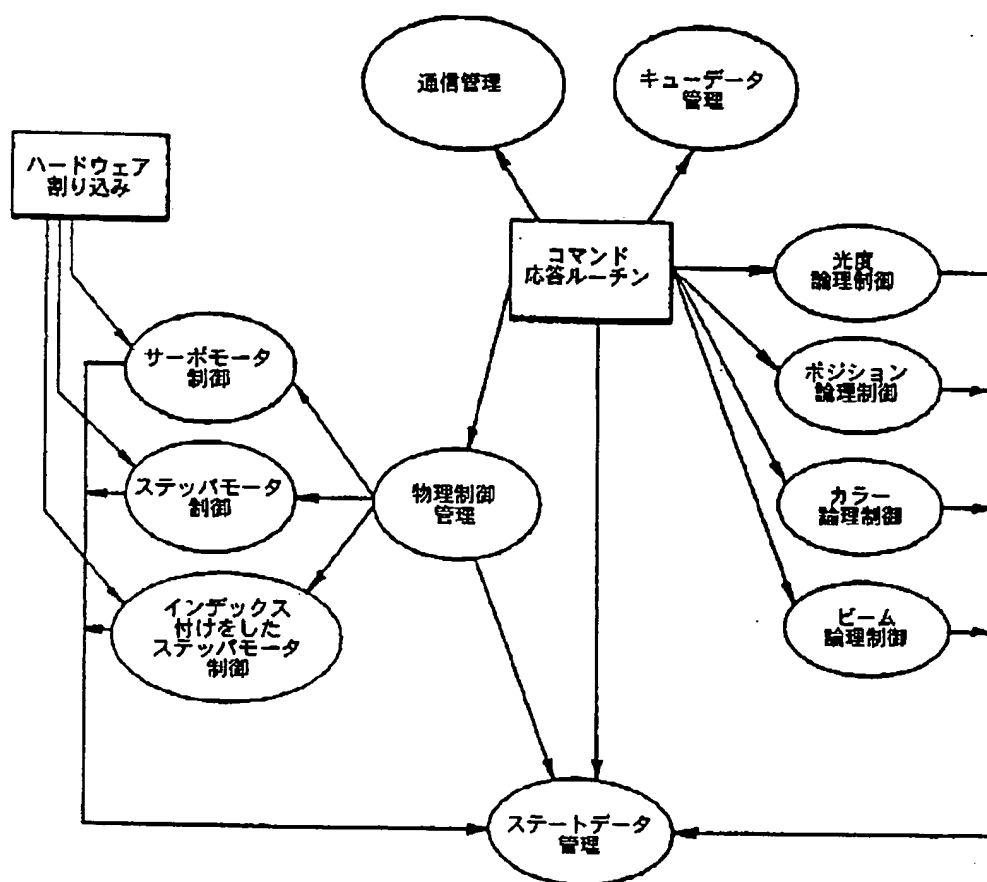 通信管理
キューデータ
管理
ハードウェア
割り込み
コマンド
応答ルーチン
光度
論理制御
サーボモータ
制御
ポジション
論理制御
ステッパモータ
制御
物理制御
管理
カラー
論理制御
インデックス
付けをした
ステッパモータ
制御
ビーム
論理制御
ステートデータ
管理